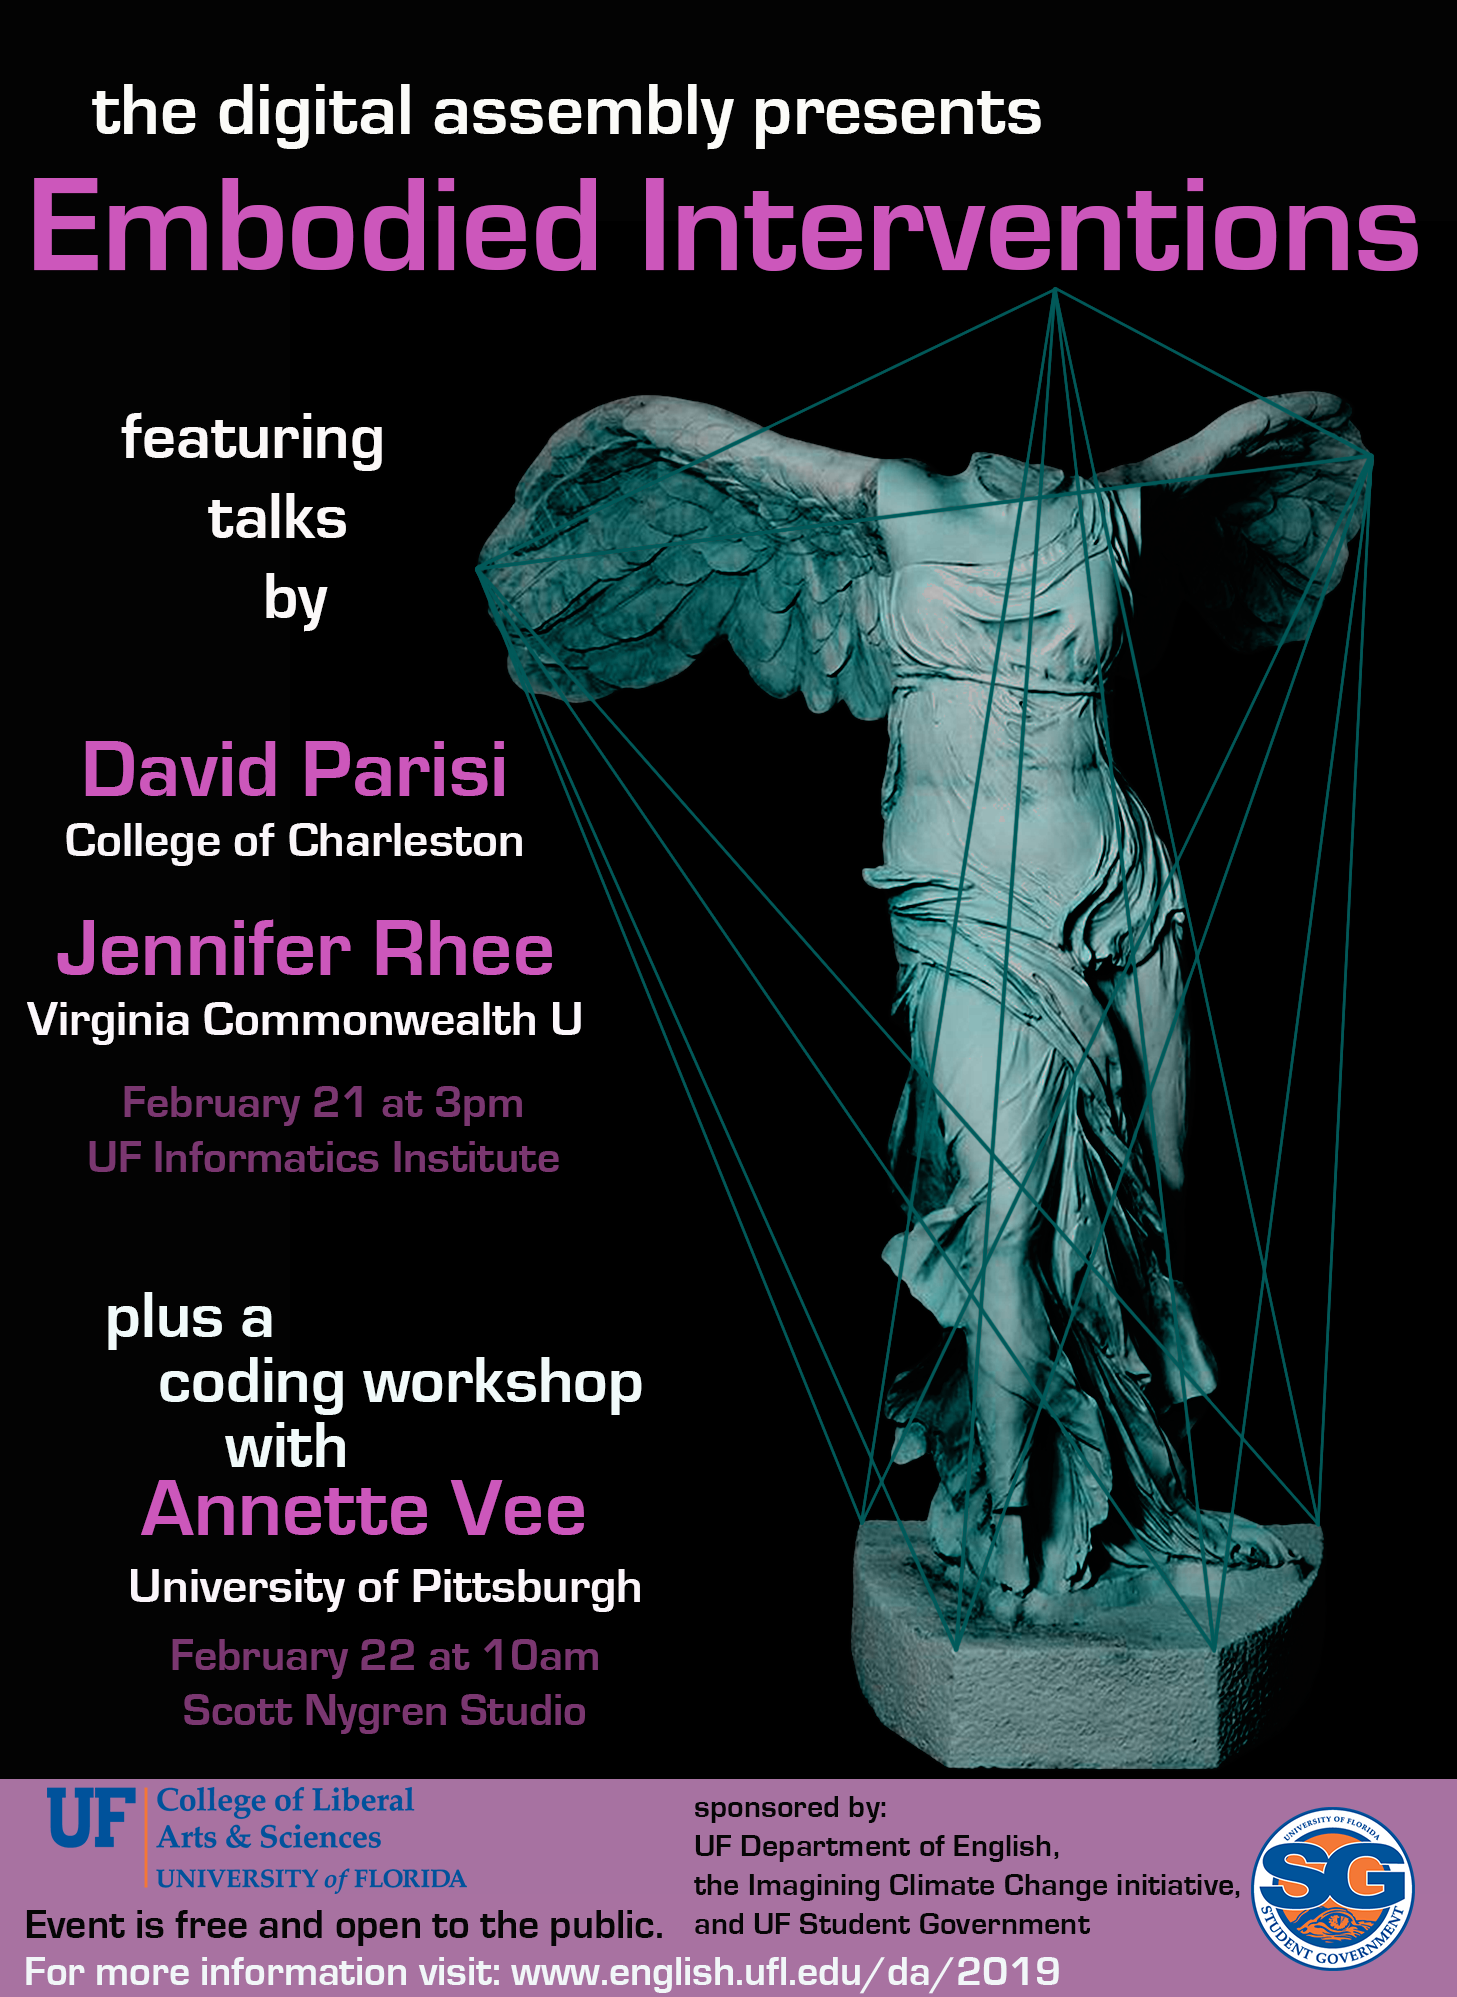 the digital assembly presents
Embodied Interventions
featuring
talks
by
David Parisi
College of Charleston
Jennifer Rhee
Virginia Commonwealth U
February 21 at 3pm
UF Informatics Institute
plus a
coding workshop
with
Annette Vee
University of Pittsburgh
February 22 at 10am
Scott Nygren Studio
UF
College of Liberal
Arts & Sciences
UNIVERSITY of FLORIDA
Event is free and open to the public.
For more information visit: www.english.ufl.edu/da/2019
sponsored by:
UF Department of English,
the Imagining Climate Change initiative,
and UF Student Government
UNIVERSITY OF FLORIDA
SG
STUDENT GOVERNMENT